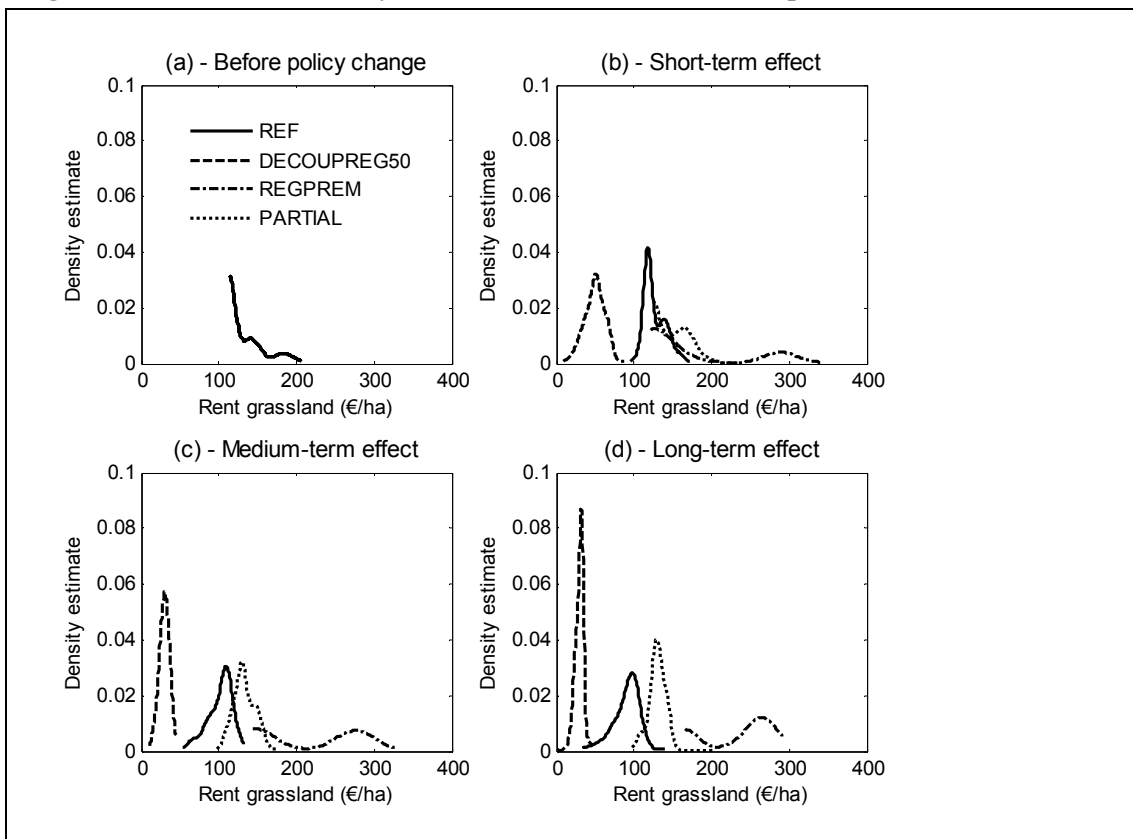 (a) - Before policy change
0.1
0.08
0.06
0.04
0.02
0
Density estimate
REF
DECOUPREG50
REGPREM
PARTIAL
0 100 200 300 400
Rent grassland (€/ha)
(b) - Short-term effect
0.1
0.08
0.06
0.04
0.02
0
Density estimate
0 100 200 300 400
Rent grassland (€/ha)
(c) - Medium-term effect
0.1
0.08
0.06
0.04
0.02
0
Density estimate
0 100 200 300 400
Rent grassland (€/ha)
(d) - Long-term effect
0.1
0.08
0.06
0.04
0.02
0
Density estimate
0 100 200 300 400
Rent grassland (€/ha)